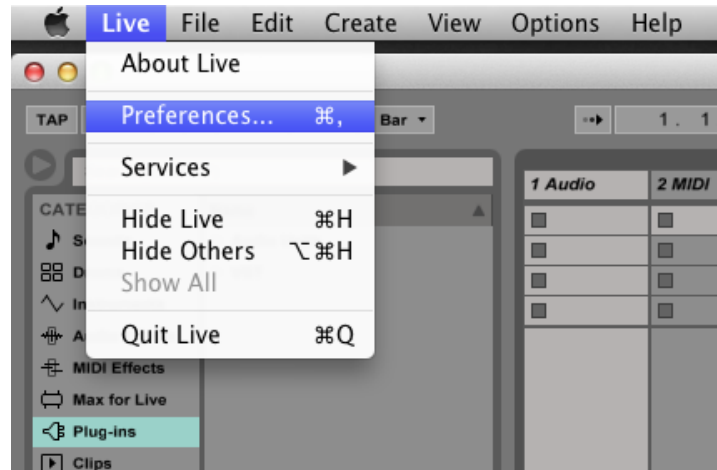 Live File Edit Create View Options Help
About Live
Preferences... ⌘,
Services
Hide Live ⌘H
Hide Others ⌥⌘H
Show All
Quit Live ⌘Q
TAP
Bar
1. 1
1 Audio
2 MIDI
MIDI Effects
Max for Live
Plug-ins
Clips